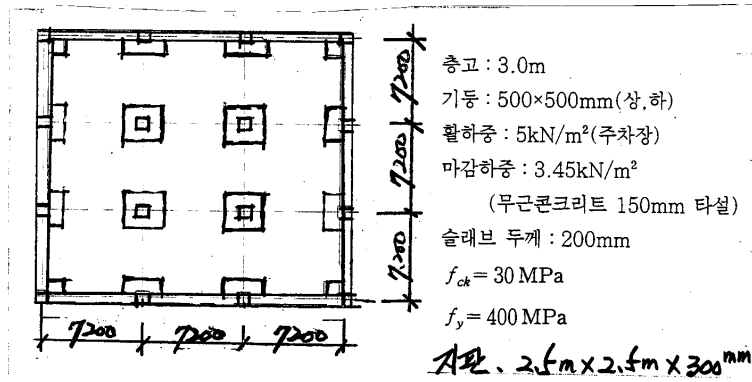 층고 : 3.0m
기둥 : 500×500mm(상,하)
활하중 : 5kN/m²(주차장)
마감하중 : 3.45kN/m²
(무근콘크리트 150mm 타설)
슬래브 두께 : 200mm
f_ck = 30 MPa
f_y = 400 MPa
지판. 2.5m×2.5m×300mm
7200
7200
7.200
7200
7200
7200